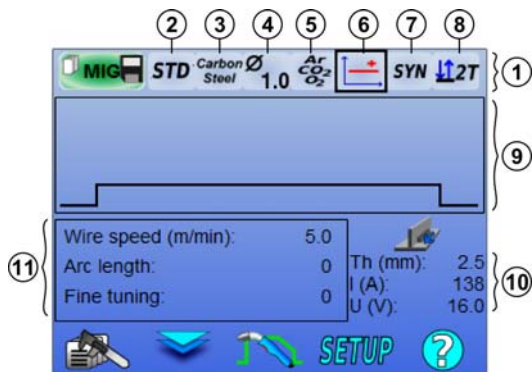 2 3 4 5 6 7 8
MIG STD Carbon Steel Ø 1.0 Ar CO2 O2 + SYN 2T 1
9
Wire speed (m/min): 5.0
Arc length: 0
Fine tuning: 0
11
Th (mm): 2.5
I (A): 138
U (V): 16.0
10
SETUP ?